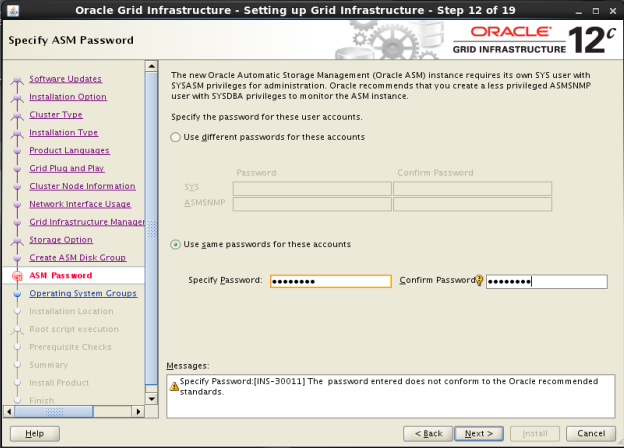 Oracle Grid Infrastructure - Setting up Grid Infrastructure - Step 12 of 19
Specify ASM Password
ORACLE
GRID INFRASTRUCTURE 12c
Software Updates
Installation Option
Cluster Type
Installation Type
Product Languages
Grid Plug and Play
Cluster Node Information
Network Interface Usage
Grid Infrastructure Manager
Storage Option
Create ASM Disk Group
ASM Password
Operating System Groups
Installation Location
Root script execution
Prerequisite Checks
Summary
Install Product
Finish
The new Oracle Automatic Storage Management (Oracle ASM) instance requires its own SYS user with
SYSASM privileges for administration. Oracle recommends that you create a less privileged ASMSNMP
user with SYSDBA privileges to monitor the ASM instance.
Specify the password for these user accounts.
Use different passwords for these accounts
Password Confirm Password
SYS
ASMSNMP
Use same passwords for these accounts
Specify Password: •••••••• Confirm Password: ••••••••
Messages:
Specify Password:[INS-30011] The password entered does not conform to the Oracle recommended
standards.
Help < Back Next > Install Cancel